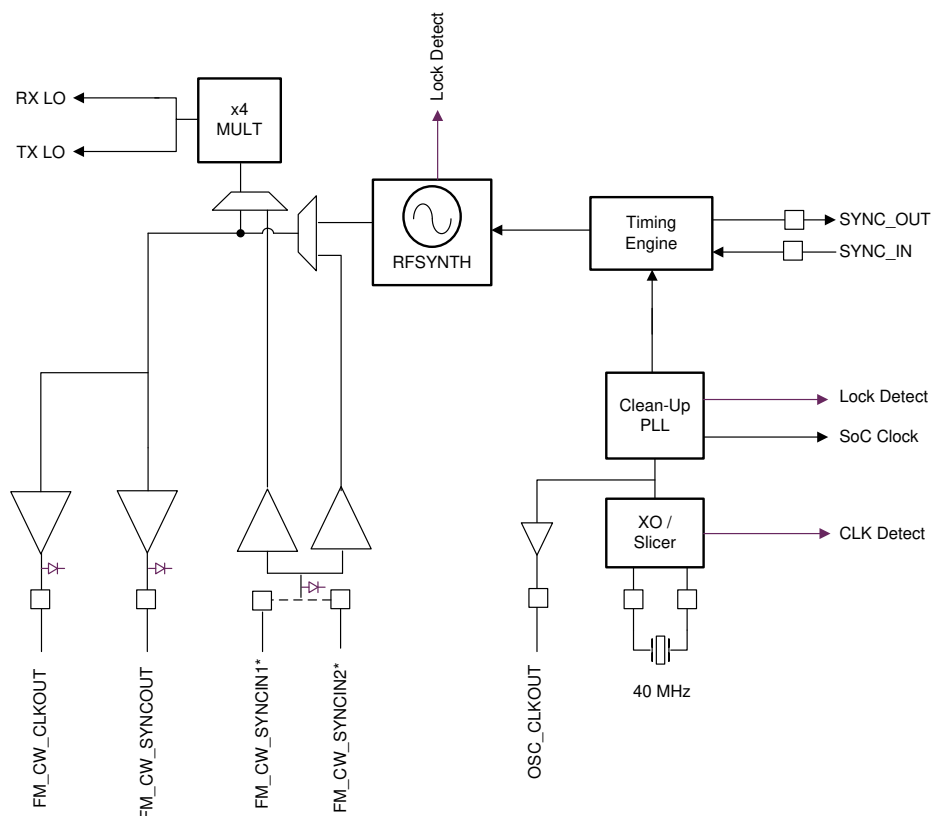 Lock Detect
RX LO
TX LO
x4
MULT
RFSYNTH
Timing
Engine
SYNC_OUT
SYNC_IN
Clean-Up
PLL
Lock Detect
SoC Clock
XO /
Slicer
CLK Detect
40 MHz
FM_CW_CLKOUT
FM_CW_SYNCOUT
FM_CW_SYNCIN1*
FM_CW_SYNCIN2*
OSC_CLKOUT